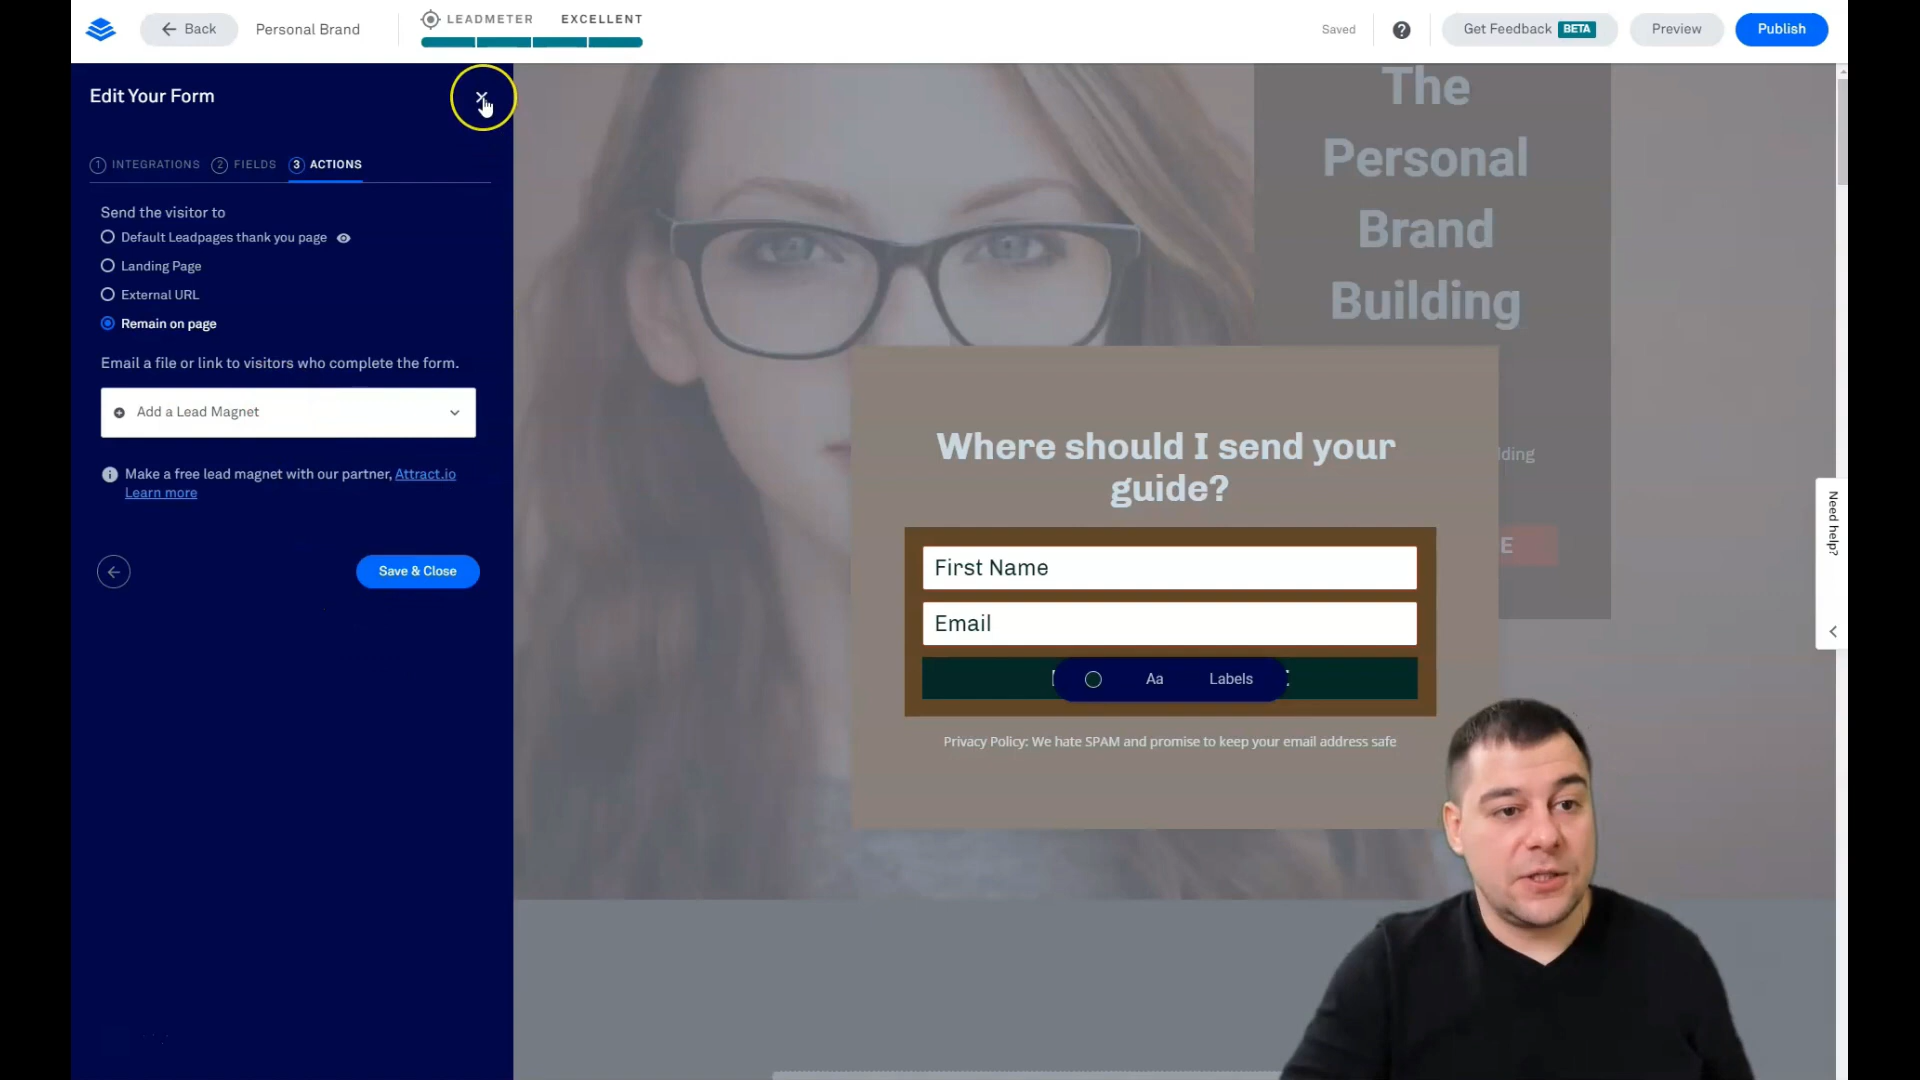 Back
Personal Brand
LEADMETER EXCELLENT
Saved
Get Feedback BETA
Preview
Publish
Edit Your Form
1 INTEGRATIONS 2 FIELDS 3 ACTIONS
Send the visitor to
Default Leadpages thank you page
Landing Page
External URL
Remain on page
Email a file or link to visitors who complete the form.
Add a Lead Magnet
Make a free lead magnet with our partner, Attract.io
Learn more
Save & Close
The
Personal
Brand
Building
Where should I send your
guide?
First Name
Email
Aa Labels
Privacy Policy: We hate SPAM and promise to keep your email address safe
Need help?